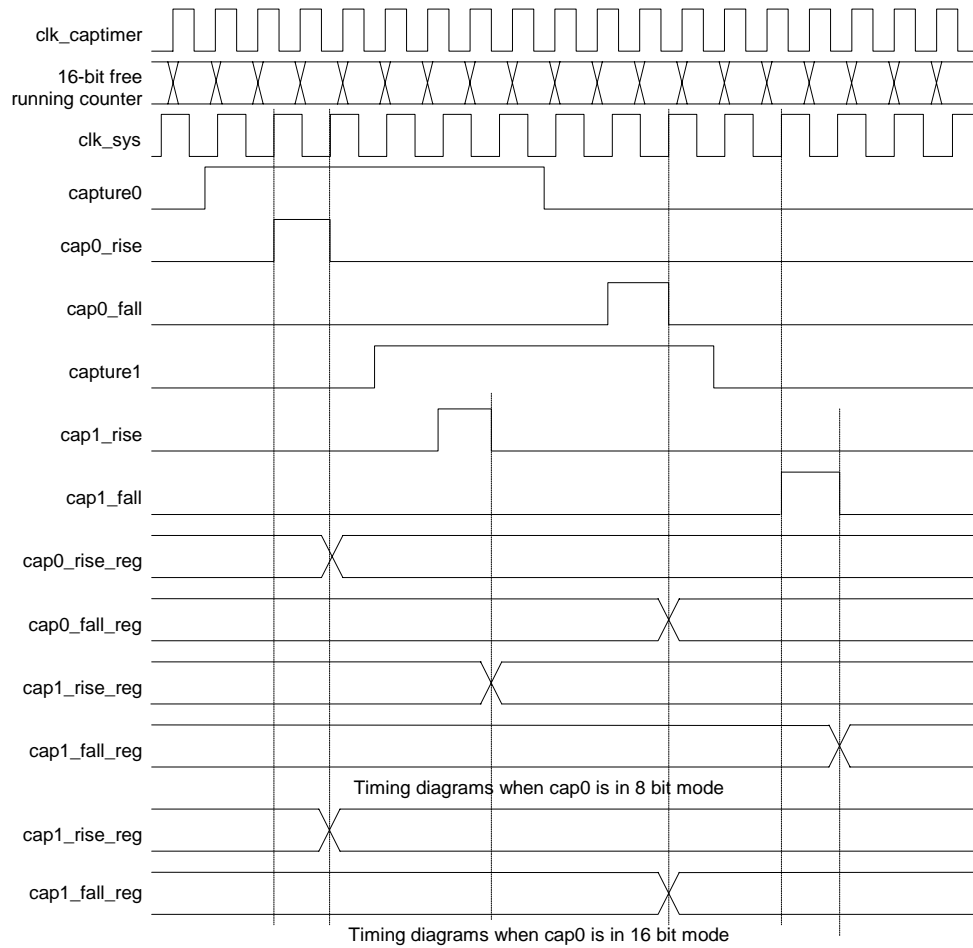 clk_captimer
16-bit free
running counter
clk_sys
capture0
cap0_rise
cap0_fall
capture1
cap1_rise
cap1_fall
cap0_rise_reg
cap0_fall_reg
cap1_rise_reg
cap1_fall_reg
Timing diagrams when cap0 is in 8 bit mode
cap1_rise_reg
cap1_fall_reg
Timing diagrams when cap0 is in 16 bit mode